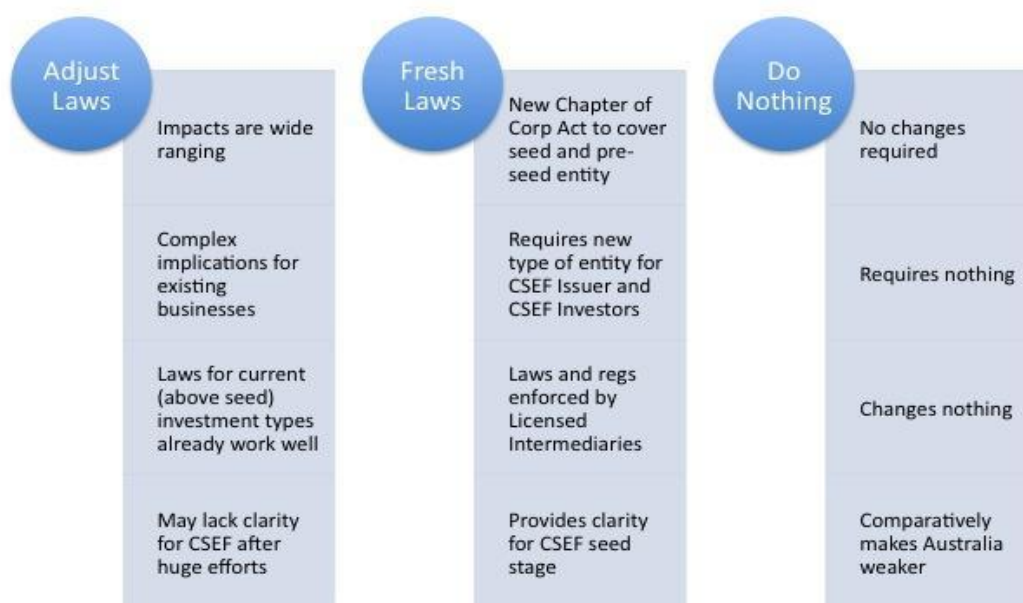 Adjust
Laws
Impacts are wide
ranging
Complex
implications for
existing
businesses
Laws for current
(above seed)
investment types
already work well
May lack clarity
for CSEF after
huge efforts
Fresh
Laws
New Chapter of
Corp Act to cover
seed and pre-
seed entity
Requires new
type of entity for
CSEF Issuer and
CSEF Investors
Laws and regs
enforced by
Licensed
Intermediaries
Provides clarity
for CSEF seed
stage
Do
Nothing
No changes
required
Requires nothing
Changes nothing
Comparatively
makes Australia
weaker